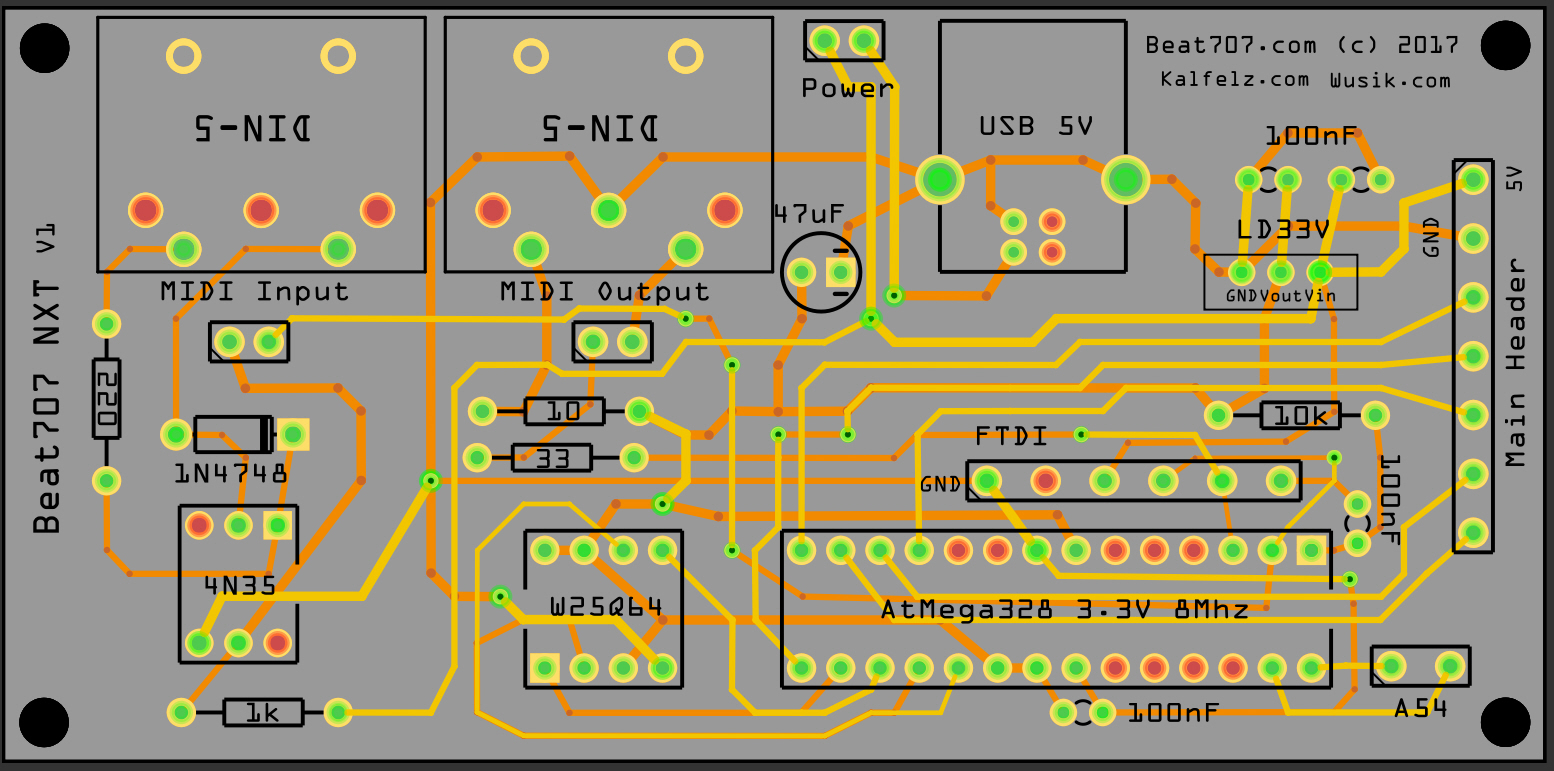 Beat707.com (c) 2017
Kalfelz.com Wusik.com
DIN-5
DIN-5
Power
USB 5V
100nF
5V
47uF
LD33V
GND
Beat707 NXT V1
MIDI Input
MIDI Output
GNDVoutVin
Main Header
220
10
10k
FTDI
33
1N4748
GND
100nF
4N35
W25Q64
AtMega328 3.3V 8Mhz
1k
100nF
A54